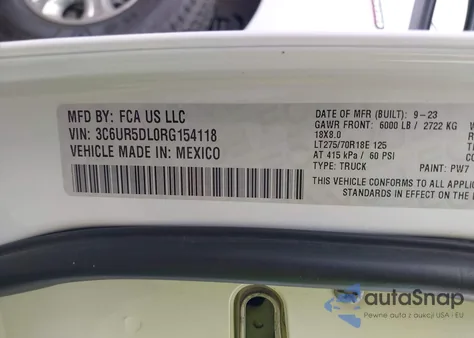 MFD BY: FCA US LLC
VIN: 3C6UR5DL0RG154118
VEHICLE MADE IN: MEXICO
DATE OF MFR (BUILT): 9-23
GAWR FRONT: 6000 LB / 2722 KG
18X8.0
LT275/70R18E 125
AT 415 kPa / 60 PSI
TYPE: TRUCK PAINT: PW7
THIS VEHICLE CONFORMS TO ALL
STANDARDS IN EFFECT ON THE
autoSnap
Pewne auta z aukcji USA i EU